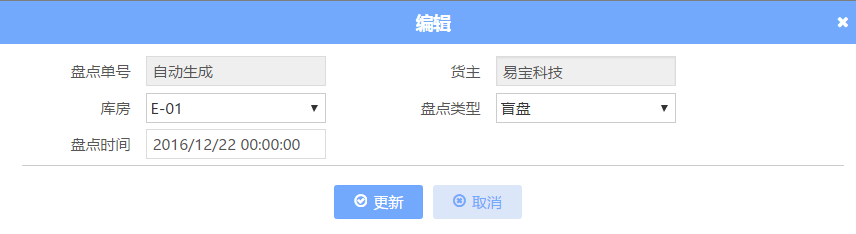 编辑
盘点单号 自动生成 货主 易宝科技
库房 E-01 盘点类型 盲盘
盘点时间 2016/12/22 00:00:00
更新 取消